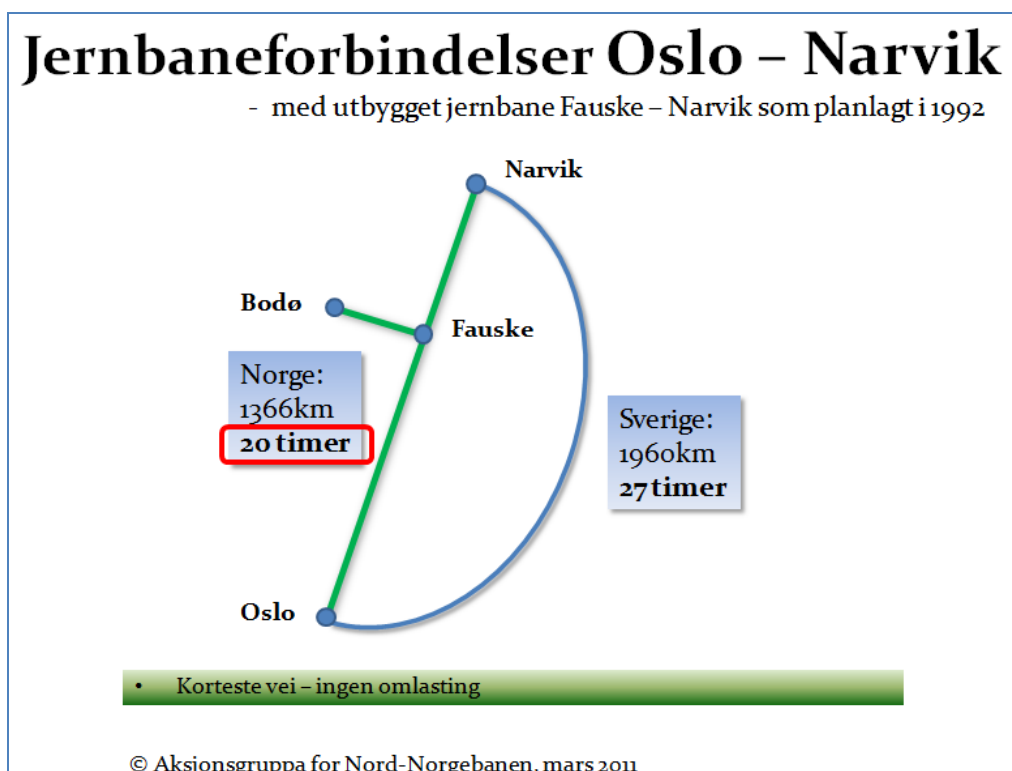 Jernbaneforbindelser Oslo – Narvik
- med utbygget jernbane Fauske – Narvik som planlagt i 1992
Narvik
Bodø
Fauske
Norge:
1366km
20 timer
Sverige:
1960km
27 timer
Oslo
• Korteste vei – ingen omlasting
© Aksjonsgruppa for Nord-Norgebanen, mars 2011